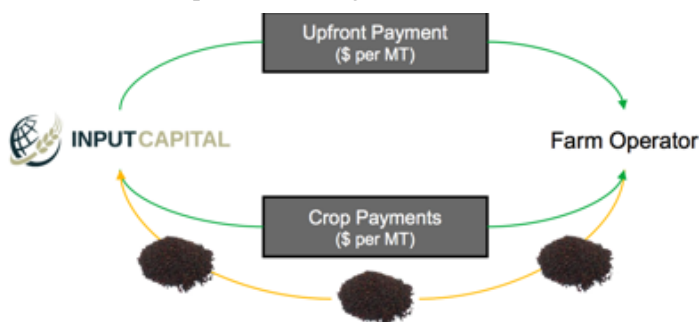 Upfront Payment
($ per MT)
INPUTCAPITAL
Farm Operator
Crop Payments
($ per MT)